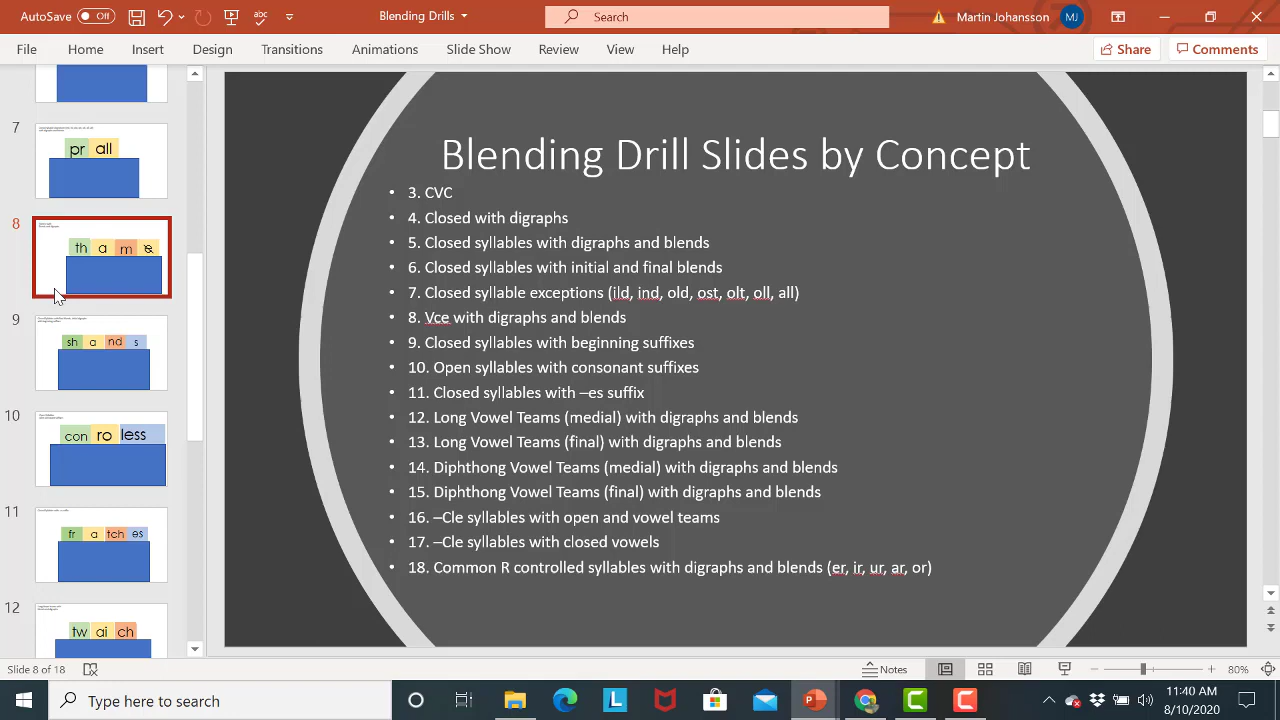 AutoSave Off Blending Drills Search Martin Johansson MJ
File Home Insert Design Transitions Animations Slide Show Review View Help Share Comments
7
pr all
8
th a m e
9
sh a nd s
10
con ro less
11
fr a tch es
12
tw ai ch
Blending Drill Slides by Concept
• 3. CVC
• 4. Closed with digraphs
• 5. Closed syllables with digraphs and blends
• 6. Closed syllables with initial and final blends
• 7. Closed syllable exceptions (ild, ind, old, ost, olt, oll, all)
• 8. Vce with digraphs and blends
• 9. Closed syllables with beginning suffixes
• 10. Open syllables with consonant suffixes
• 11. Closed syllables with –es suffix
• 12. Long Vowel Teams (medial) with digraphs and blends
• 13. Long Vowel Teams (final) with digraphs and blends
• 14. Diphthong Vowel Teams (medial) with digraphs and blends
• 15. Diphthong Vowel Teams (final) with digraphs and blends
• 16. –Cle syllables with open and vowel teams
• 17. –Cle syllables with closed vowels
• 18. Common R controlled syllables with digraphs and blends (er, ir, ur, ar, or)
Slide 8 of 18 Notes 80%
Type here to search
11:40 AM
8/10/2020